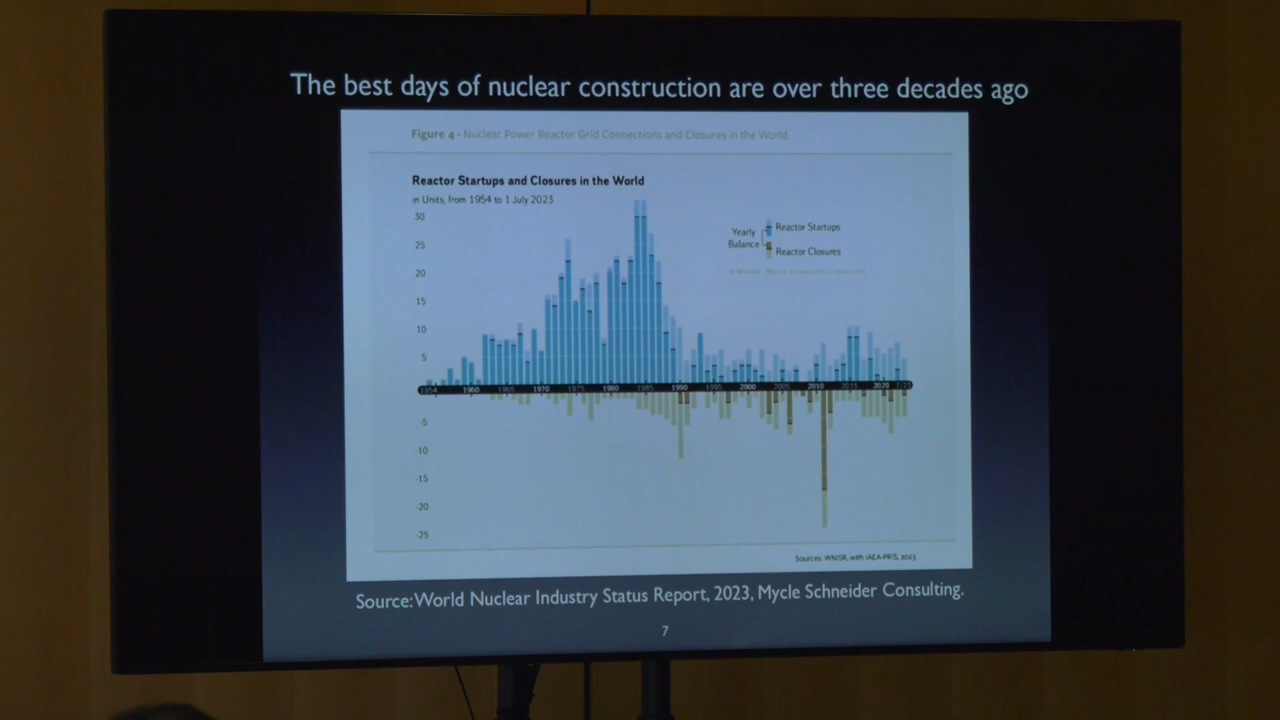 The best days of nuclear construction are over three decades ago
Figure 4 · Nuclear Power Reactor Grid Connections and Closures in the World
Reactor Startups and Closures in the World
in Units, from 1954 to 1 July 2023
30
25
20
15
10
5
Yearly
Balance
Reactor Startups
Reactor Closures
1954 1960 1965 1970 1975 1980 1985 1990 1995 2000 2005 2010 2015 2020
-5
-10
-15
-20
-25
Sources: WNISR, with IAEA-PRIS, 2023
Source: World Nuclear Industry Status Report, 2023, Mycle Schneider Consulting.
7